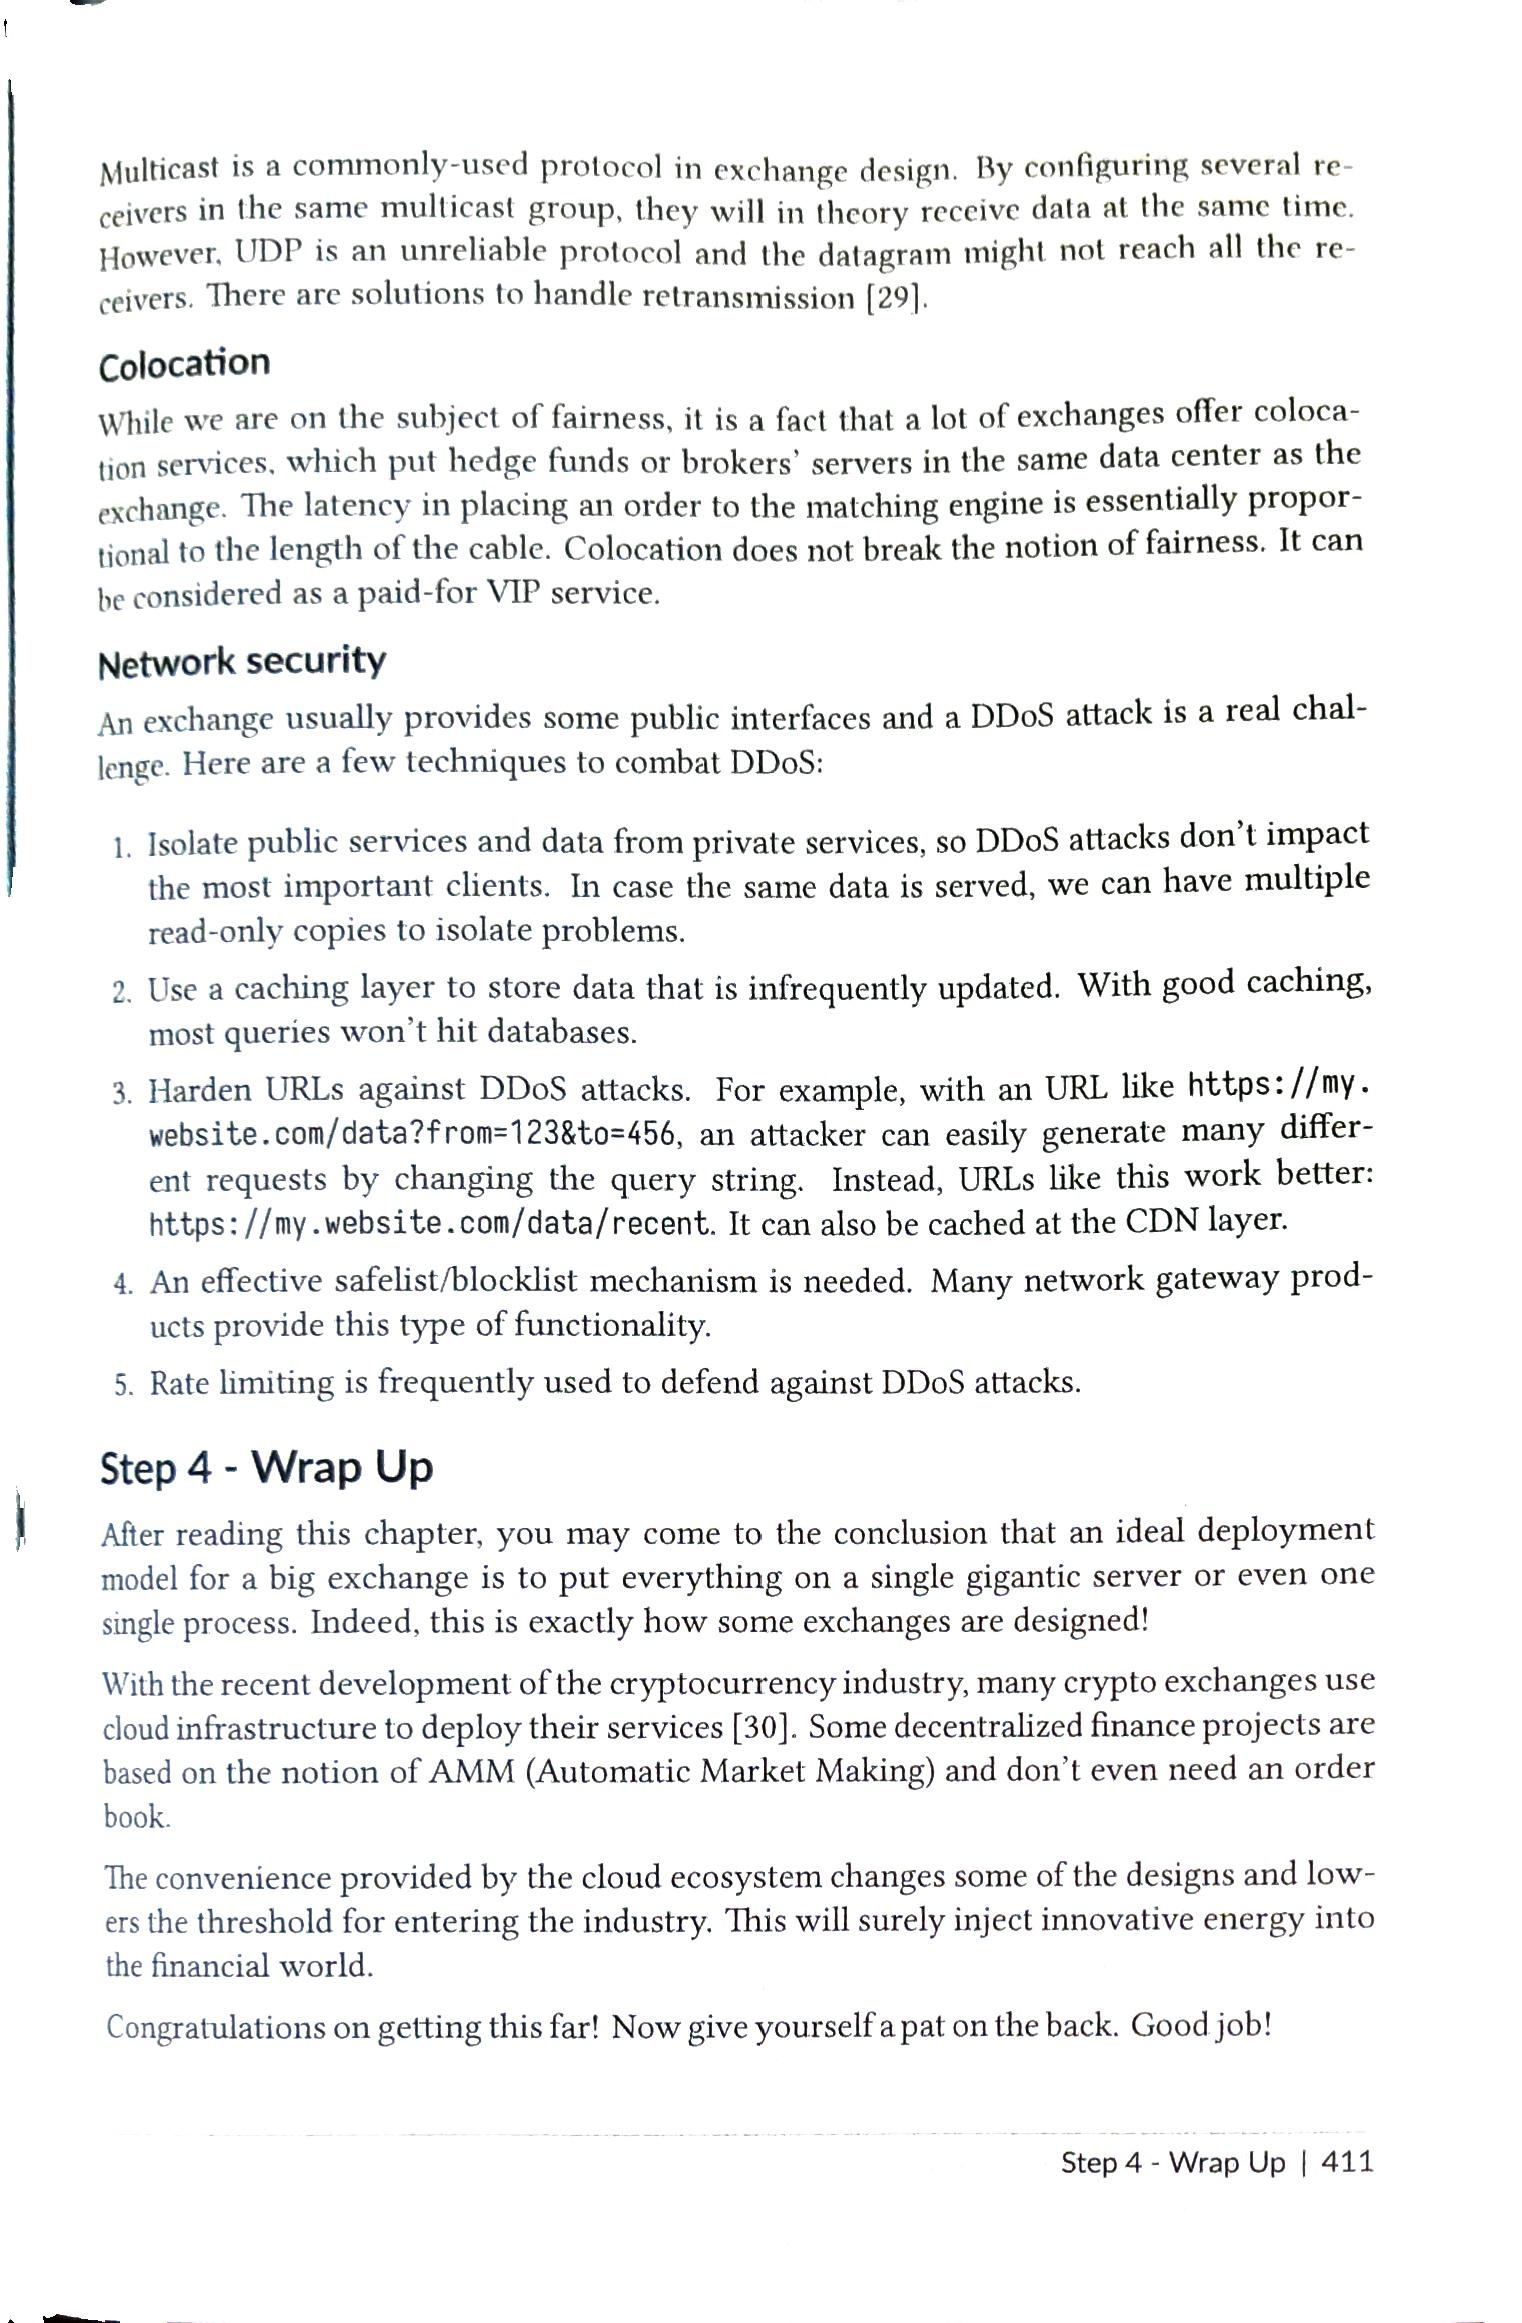 Multicast is a commonly-used protocol in exchange design. By configuring several re-
ceivers in the same multicast group, they will in theory receive data at the same time.
However, UDP is an unreliable protocol and the datagram might not reach all the re-
ceivers. There are solutions to handle retransmission [29].
Colocation
While we are on the subject of fairness, it is a fact that a lot of exchanges offer coloca-
tion services, which put hedge funds or brokers' servers in the same data center as the
exchange. The latency in placing an order to the matching engine is essentially propor-
tional to the length of the cable. Colocation does not break the notion of fairness. It can
be considered as a paid-for VIP service.
Network security
An exchange usually provides some public interfaces and a DDoS attack is a real chal-
lenge. Here are a few techniques to combat DDoS:
1. Isolate public services and data from private services, so DDoS attacks don't impact
the most important clients. In case the same data is served, we can have multiple
read-only copies to isolate problems.
2. Use a caching layer to store data that is infrequently updated. With good caching,
most queries won't hit databases.
3. Harden URLs against DDoS attacks. For example, with an URL like https://my.
website.com/data?from=123&to=456, an attacker can easily generate many differ-
ent requests by changing the query string. Instead, URLs like this work better:
https://my.website.com/data/recent. It can also be cached at the CDN layer.
4. An effective safelist/blocklist mechanism is needed. Many network gateway prod-
ucts provide this type of functionality.
5. Rate limiting is frequently used to defend against DDoS attacks.
Step 4 - Wrap Up
After reading this chapter, you may come to the conclusion that an ideal deployment
model for a big exchange is to put everything on a single gigantic server or even one
single process. Indeed, this is exactly how some exchanges are designed!
With the recent development of the cryptocurrency industry, many crypto exchanges use
cloud infrastructure to deploy their services [30]. Some decentralized finance projects are
based on the notion of AMM (Automatic Market Making) and don't even need an order
book.
The convenience provided by the cloud ecosystem changes some of the designs and low-
ers the threshold for entering the industry. This will surely inject innovative energy into
the financial world.
Congratulations on getting this far! Now give yourself a pat on the back. Good job!
Step 4 - Wrap Up | 411